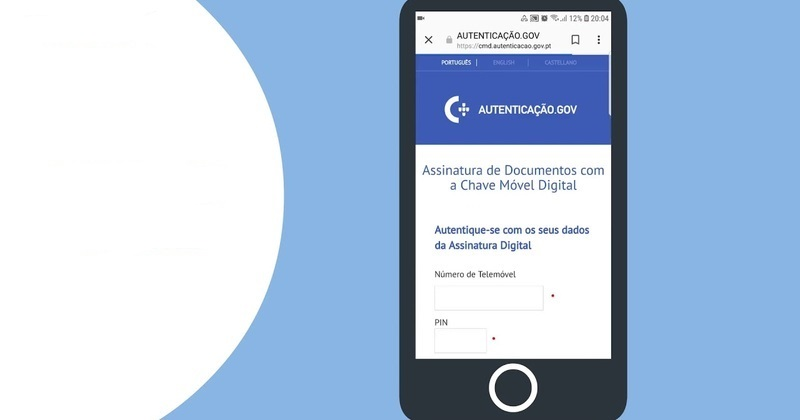 12% 20:04
AUTENTICAÇÃO.GOV
https://cmd.autenticacao.gov.pt
PORTUGUÊS | ENGLISH | CASTELLANO
AUTENTICAÇÃO.GOV
Assinatura de Documentos com
a Chave Móvel Digital
Autentique-se com os seus dados
da Assinatura Digital
Número de Telemóvel
*
PIN
*